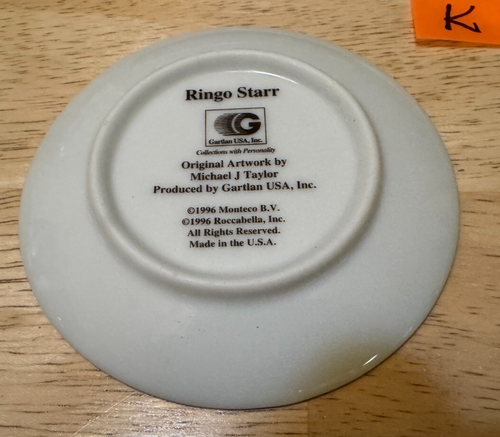 K
Ringo Starr
G
Gartlan USA, Inc.
Collections with Personality
Original Artwork by
Michael J Taylor
Produced by Gartlan USA, Inc.
©1996 Monteco B.V.
©1996 Roccabella, Inc.
All Rights Reserved.
Made in the U.S.A.